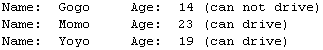 Name:  Gogo     Age:  14 (can not drive)
Name:  Momo     Age:  23 (can drive)
Name:  Yoyo     Age:  19 (can drive)